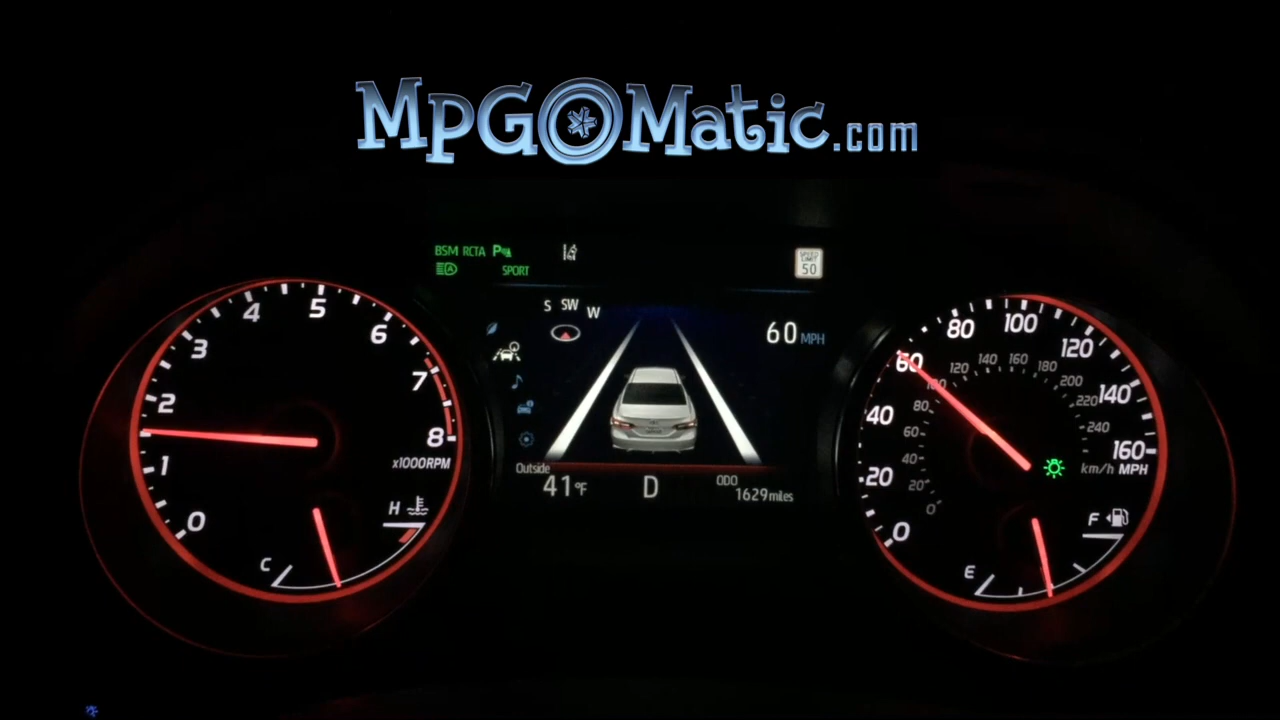 MPGOMatic.com
BSM RCTA P
A
SPORT
SPEED
LIMIT
50
S SW W
60 MPH
Outside
41°F
D
ODO
1629 miles
0
1
2
3
4
5
6
7
8
x1000RPM
H
C
0
20
40
60
80
100
120
140
160
km/h MPH
0
20
40
60
80
100
120
140
160
180
200
220
240
F
E